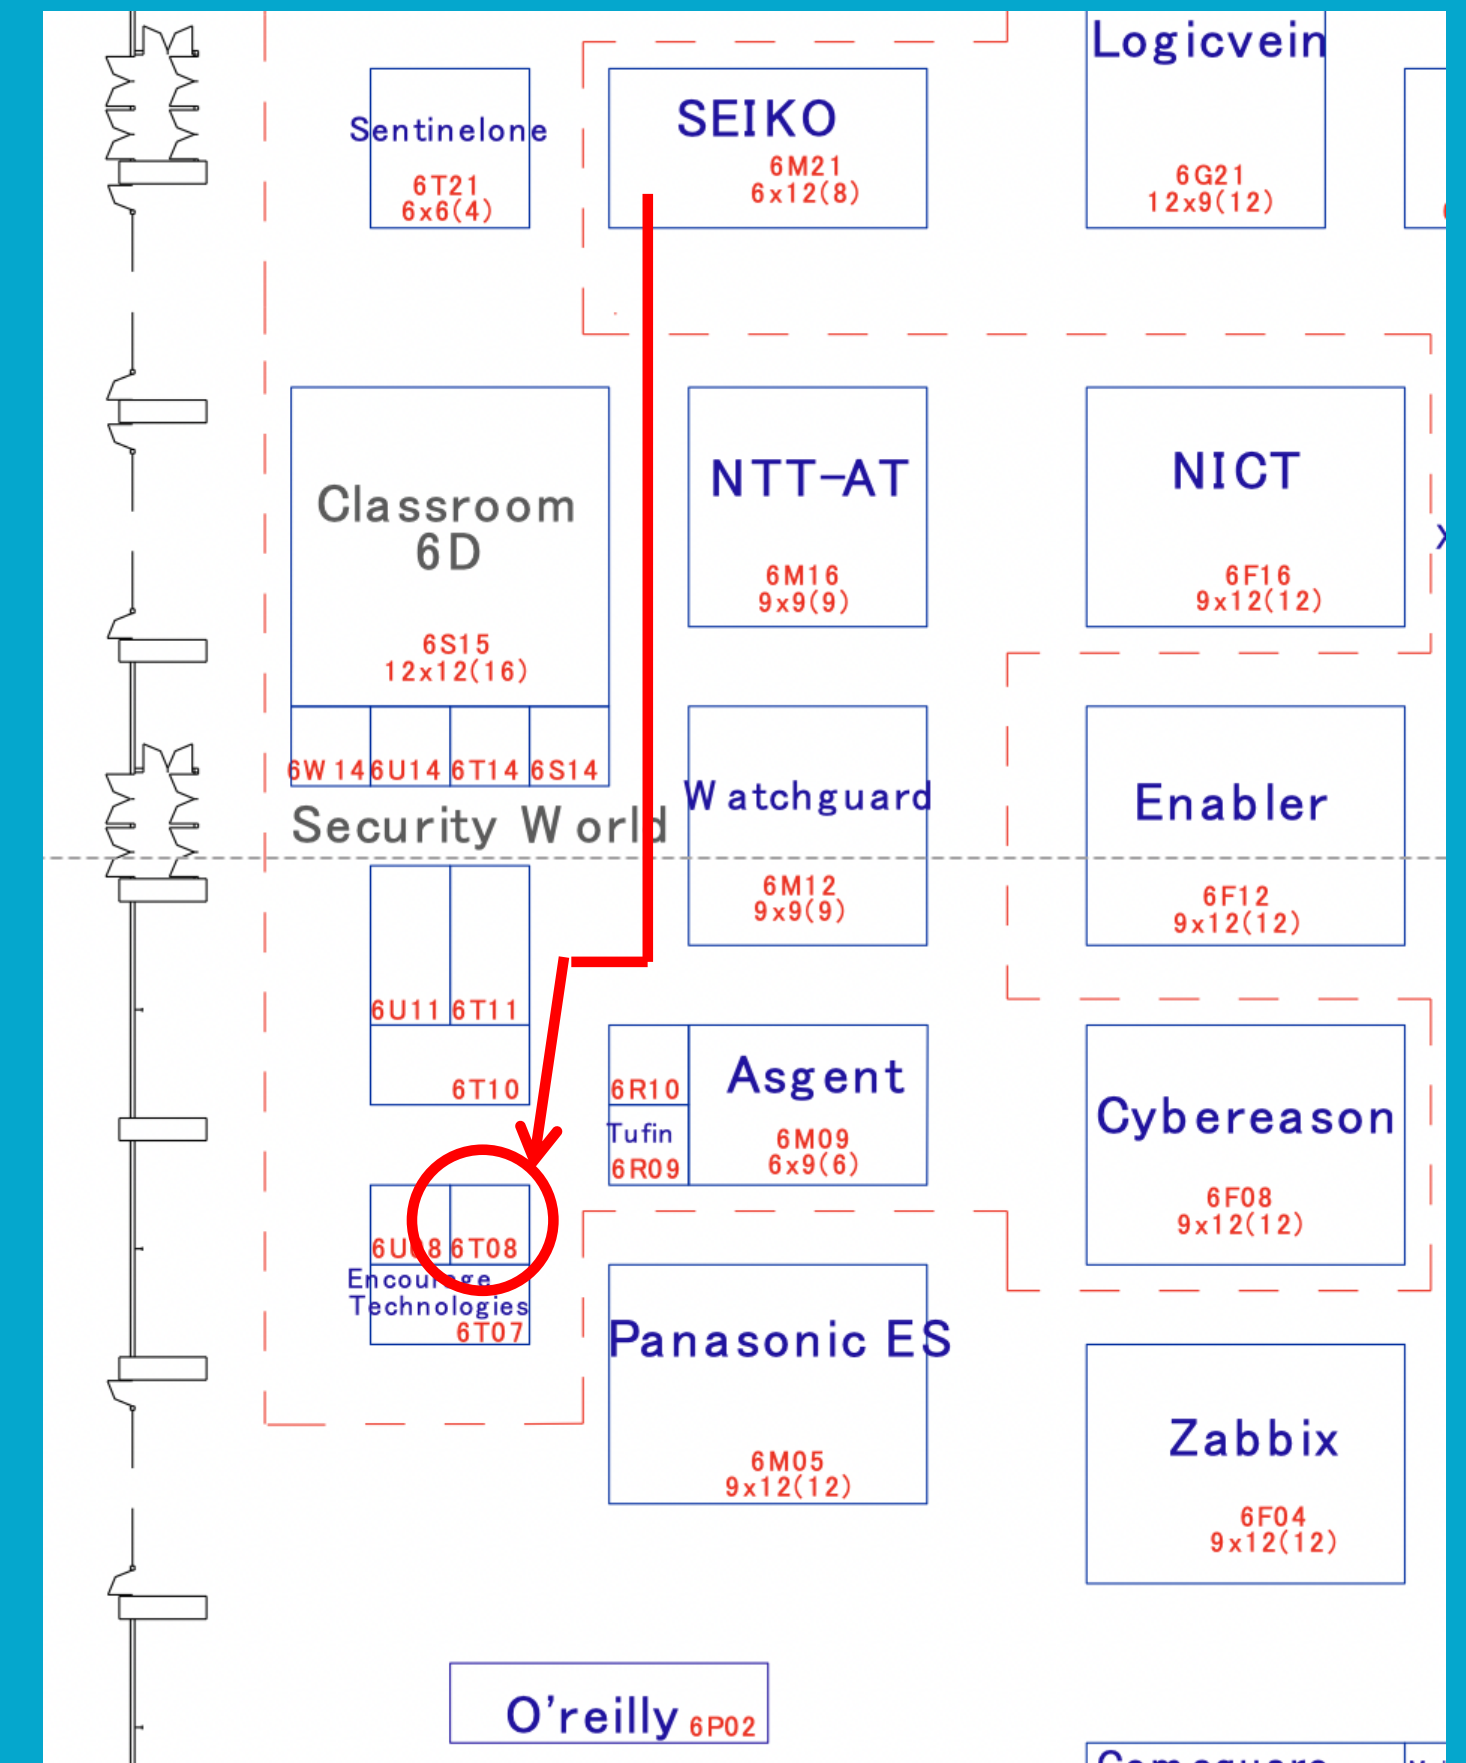 Logicvein
Sentinelone
6T21
6x6(4)
SEIKO
6M21
6x12(8)
6G21
12x9(12)
Classroom
6D
6S15
12x12(16)
NTT-AT
6M16
9x9(9)
NICT
6F16
9x12(12)
6W14
6U14
6T14
6S14
Security World
Watchguard
6M12
9x9(9)
Enabler
6F12
9x12(12)
6U11
6T11
6T10
6R10
Tufin
6R09
Asgent
6M09
6x9(6)
Cybereason
6F08
9x12(12)
6U08
6T08
Encourage
Technologies
6T07
Panasonic ES
6M05
9x12(12)
Zabbix
6F04
9x12(12)
O'reilly 6P02